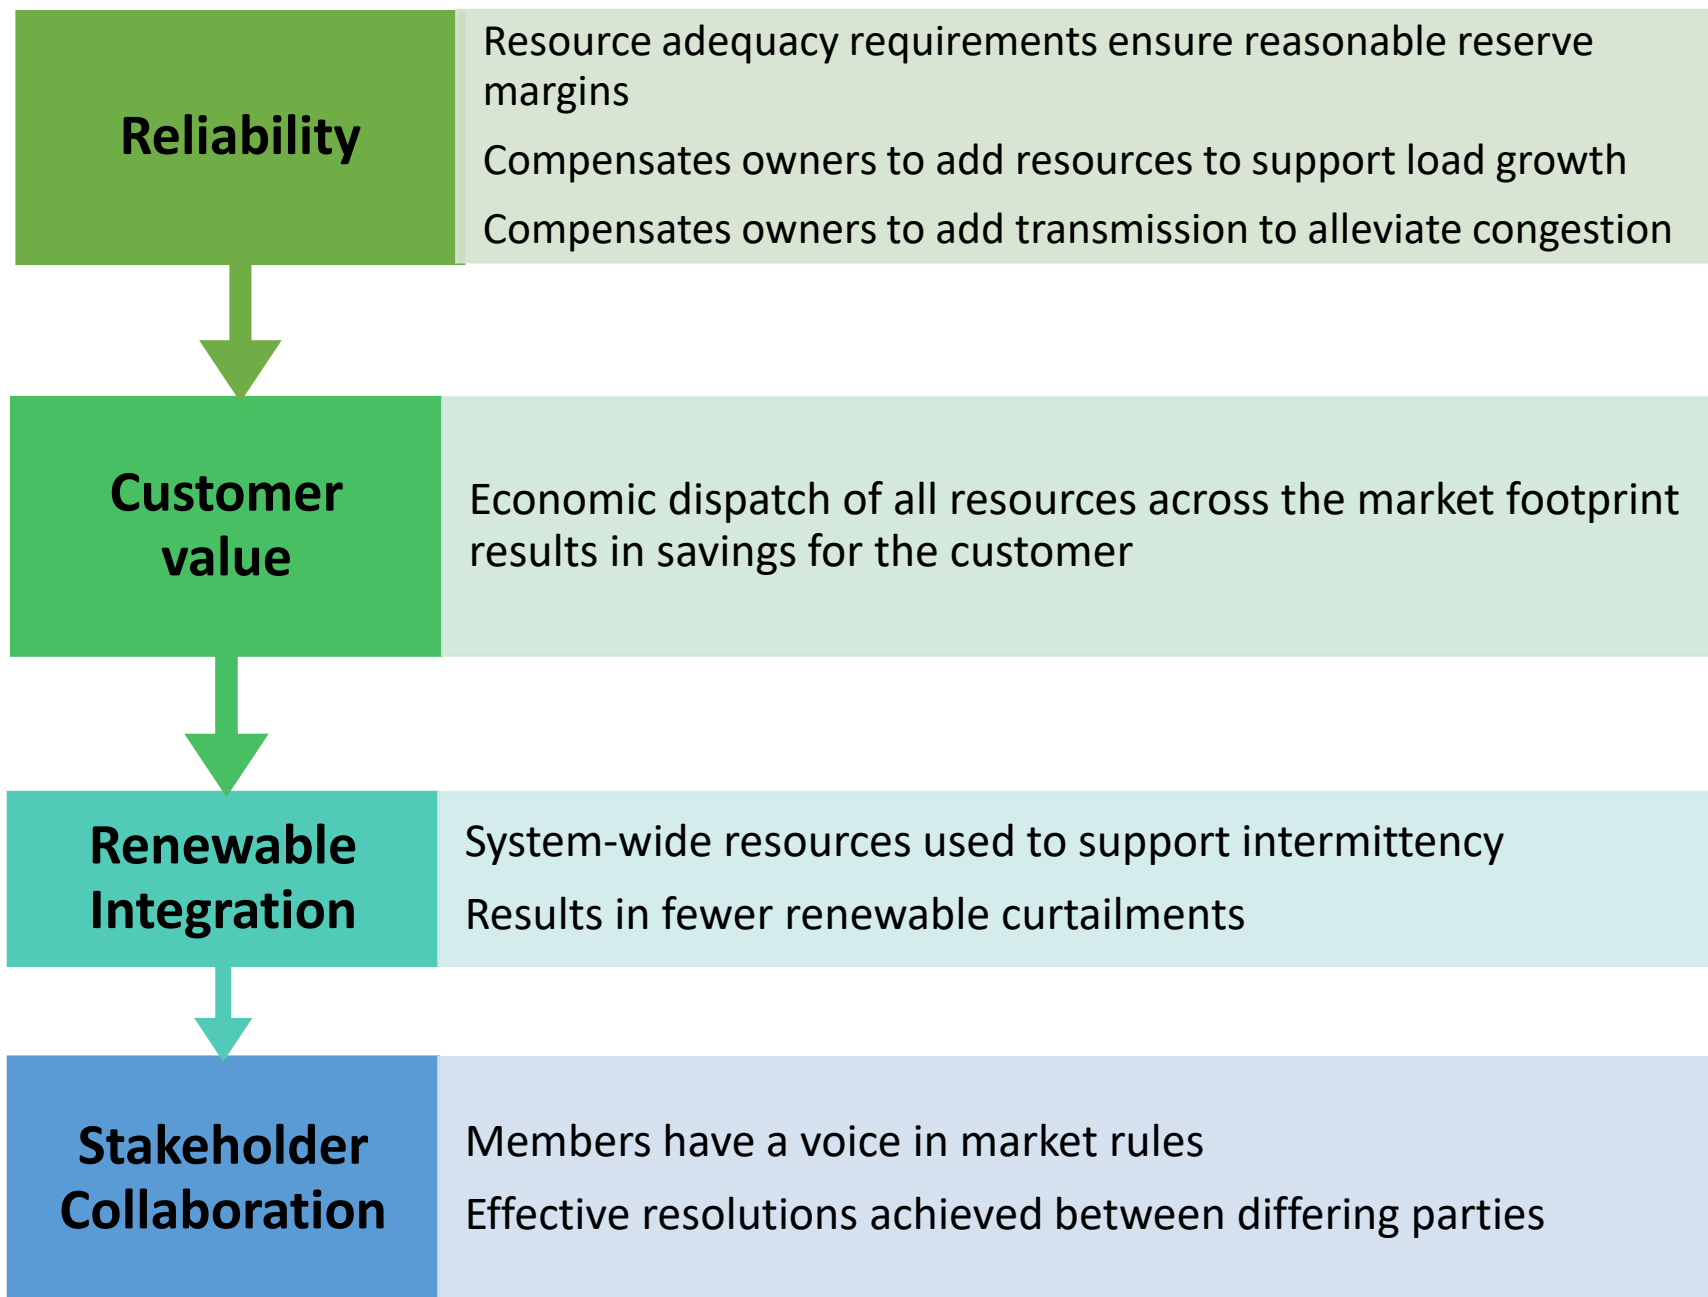 Reliability
Resource adequacy requirements ensure reasonable reserve
margins
Compensates owners to add resources to support load growth
Compensates owners to add transmission to alleviate congestion
Customer
value
Economic dispatch of all resources across the market footprint
results in savings for the customer
Renewable
Integration
System-wide resources used to support intermittency
Results in fewer renewable curtailments
Stakeholder
Collaboration
Members have a voice in market rules
Effective resolutions achieved between differing parties